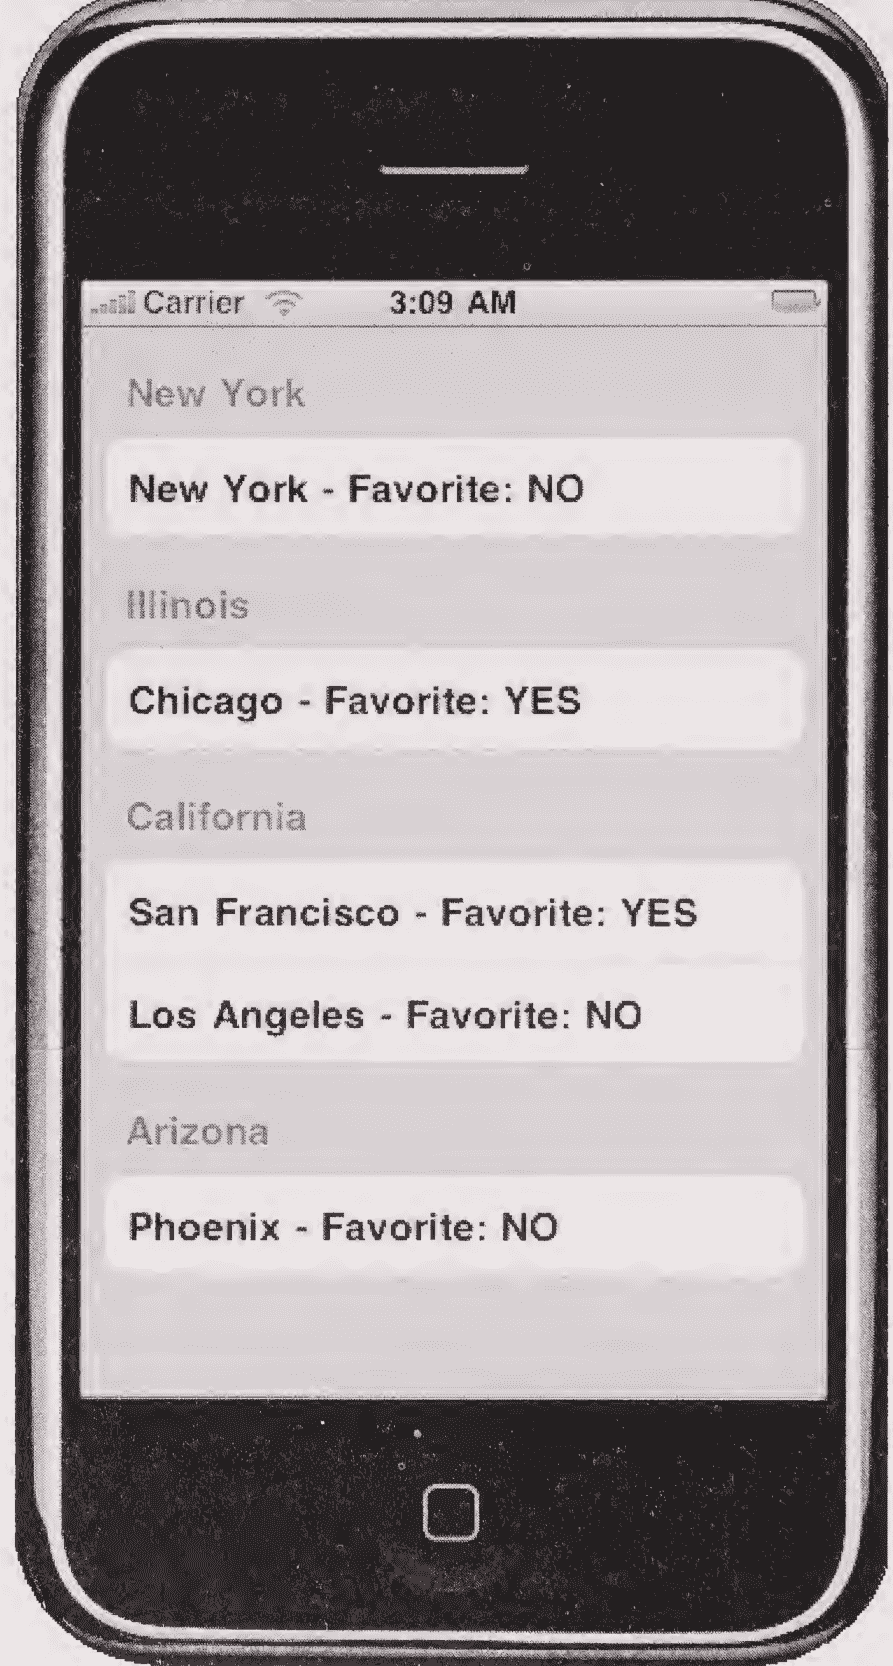 Carrier 3:09 AM
New York
New York - Favorite: NO
Illinois
Chicago - Favorite: YES
California
San Francisco - Favorite: YES
Los Angeles - Favorite: NO
Arizona
Phoenix - Favorite: NO